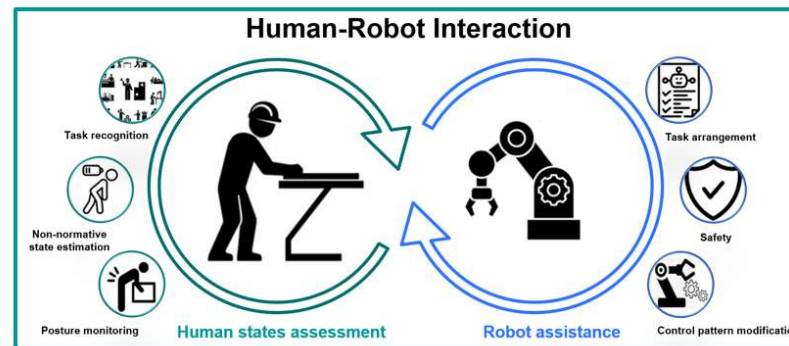 Human-Robot Interaction
Task recognition
Non-normative
state estimation
Posture monitoring
Human states assessment
Robot assistance
Task arrangement
Safety
Control pattern modificatio